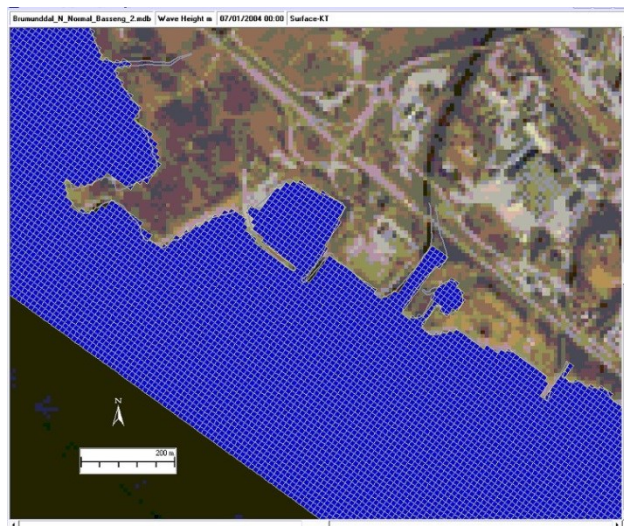 Brumunddal_N_Normal_Basseng_2.mdb Wave Height m 07/01/2004 00:00 Surface-KT
N
200 m